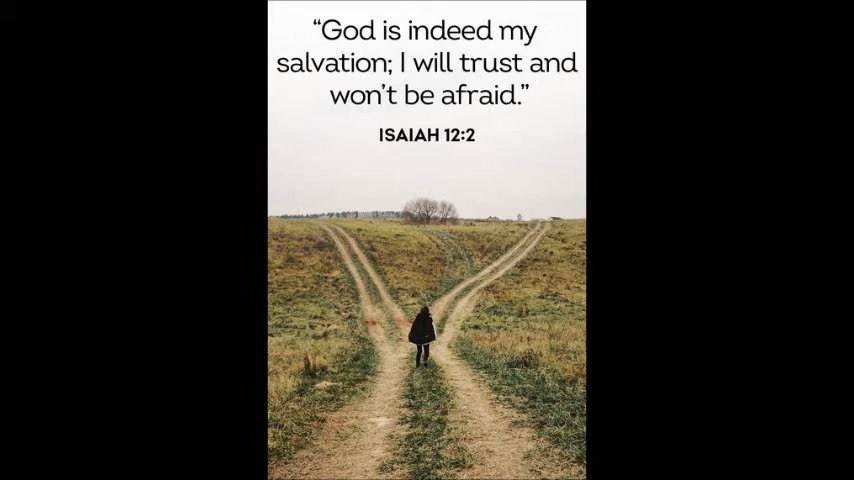 “God is indeed my
salvation; I will trust and
won’t be afraid.”
ISAIAH 12:2